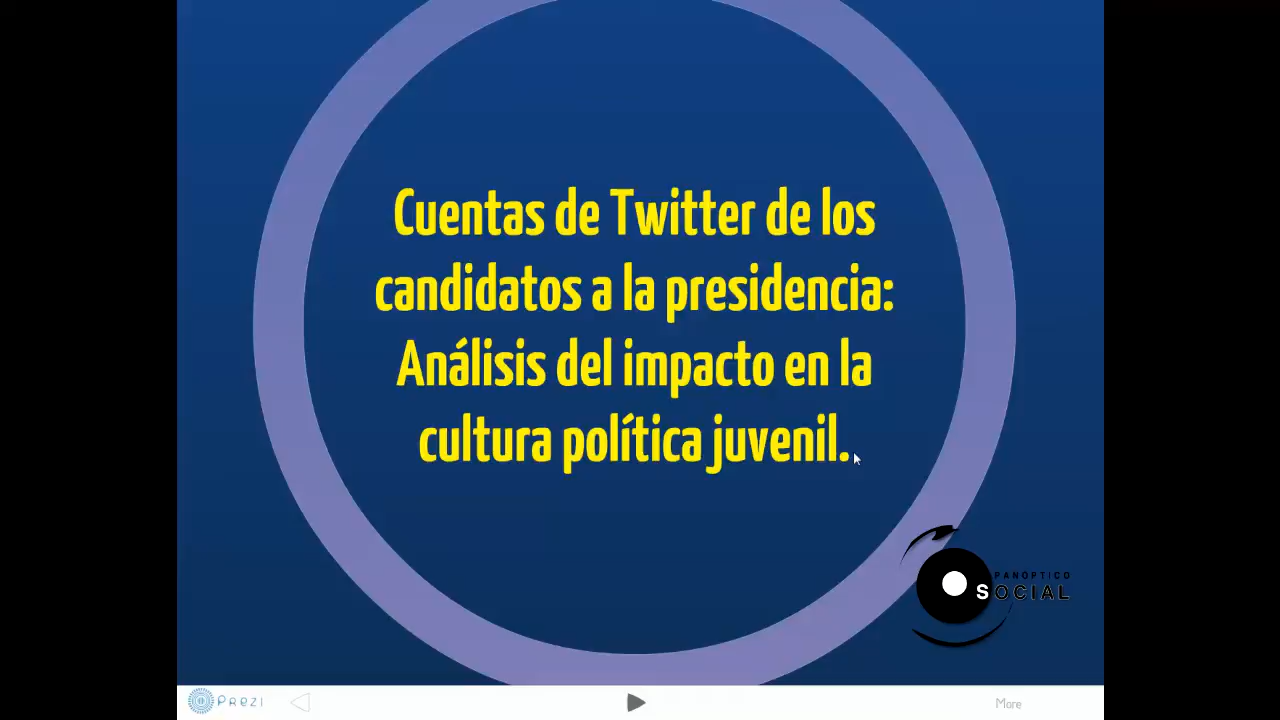 Cuentas de Twitter de los
candidatos a la presidencia:
Análisis del impacto en la
cultura política juvenil.
PANOPTICO
SOCIAL
PREZI
More